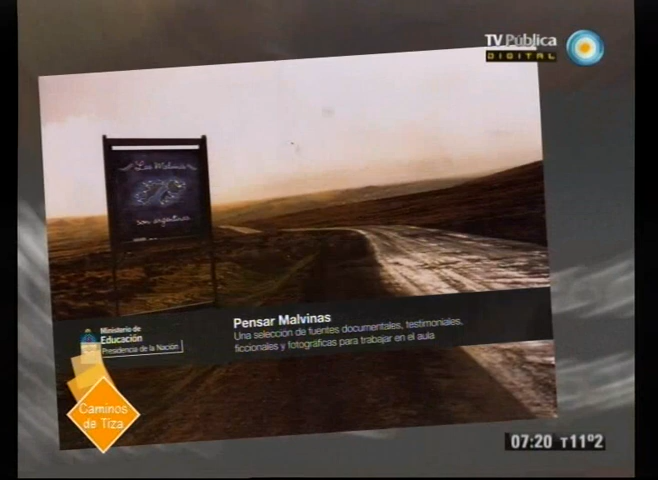 TV Pública
DIGITAL
Las Malvinas
son argentinas
Ministerio de
Educación
Presidencia de la Nación
Pensar Malvinas
Una selección de fuentes documentales, testimoniales,
ficcionales y fotográficas para trabajar en el aula
Caminos
de Tiza
07:20 T11º2